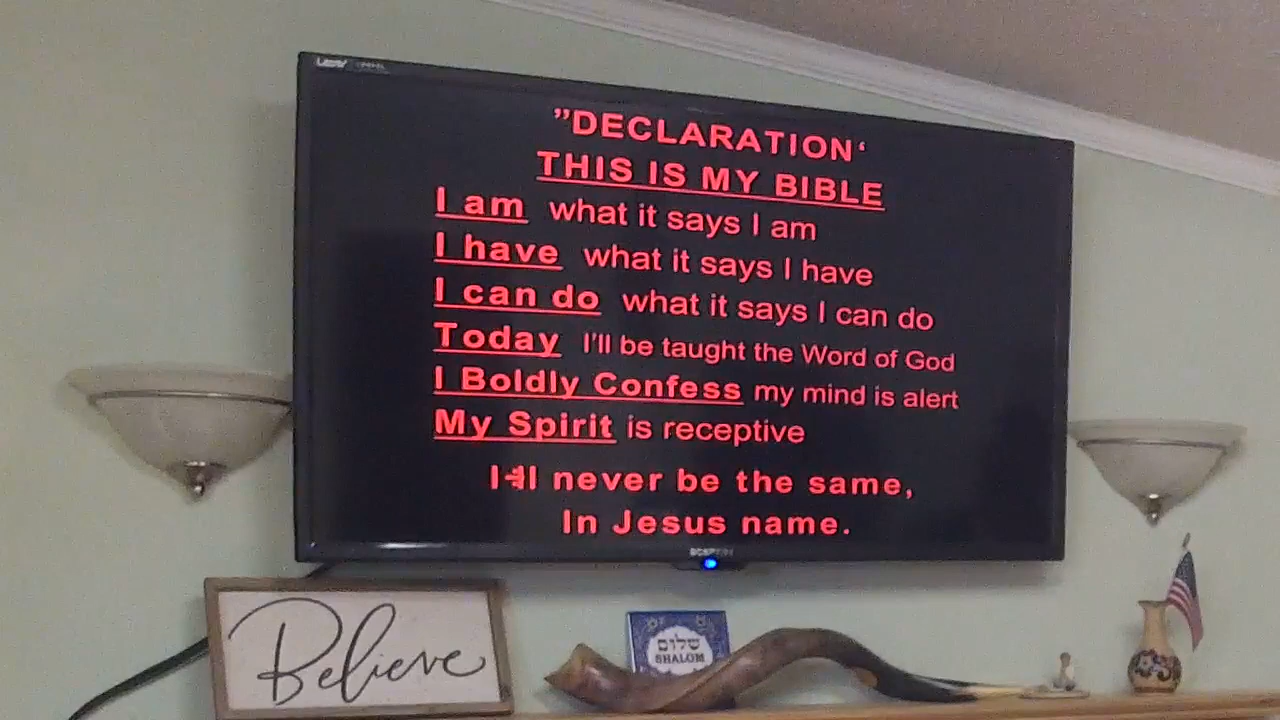 ”DECLARATION‘
THIS IS MY BIBLE
I am what it says I am
I have what it says I have
I can do what it says I can do
Today I'll be taught the Word of God
I Boldly Confess my mind is alert
My Spirit is receptive
never be the same,
In Jesus name.
Believe
שלום
SHALOM